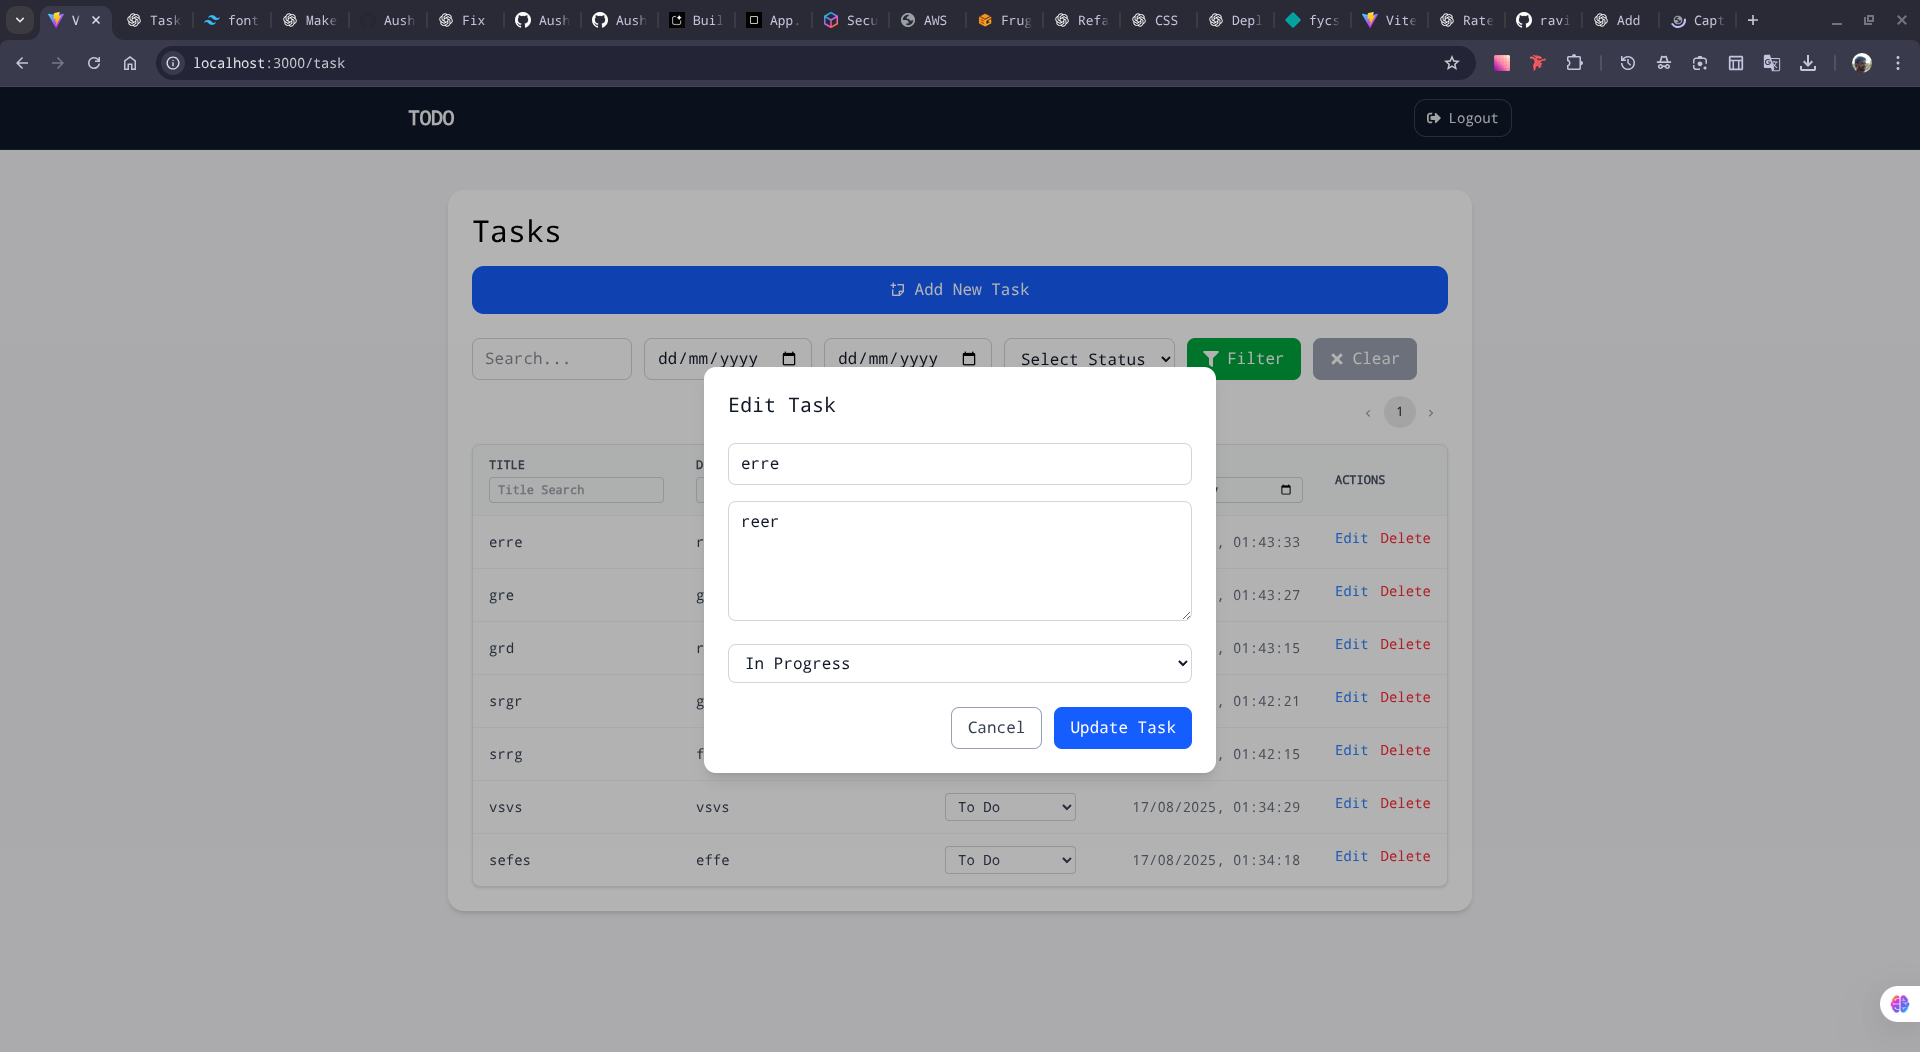 V
Task
font
Make
Aush
Fix
Aush
Aush
Buil
App.
Secu
AWS
Frug
Refa
CSS
Depl
fycs
Vite
Rate
ravi
Add
Capt
localhost:3000/task
TODO
Logout
Tasks
Add New Task
Search...
dd/mm/yyyy
dd/mm/yyyy
Select Status
Filter
Clear
‹ 1 ›
Edit Task
erre
reer
In Progress
Cancel
Update Task
TITLE
D
ACTIONS
Title Search
erre r , 01:43:33 Edit Delete
gre g , 01:43:27 Edit Delete
grd r , 01:43:15 Edit Delete
srgr g , 01:42:21 Edit Delete
srrg f , 01:42:15 Edit Delete
vsvs vsvs To Do 17/08/2025, 01:34:29 Edit Delete
sefes effe To Do 17/08/2025, 01:34:18 Edit Delete